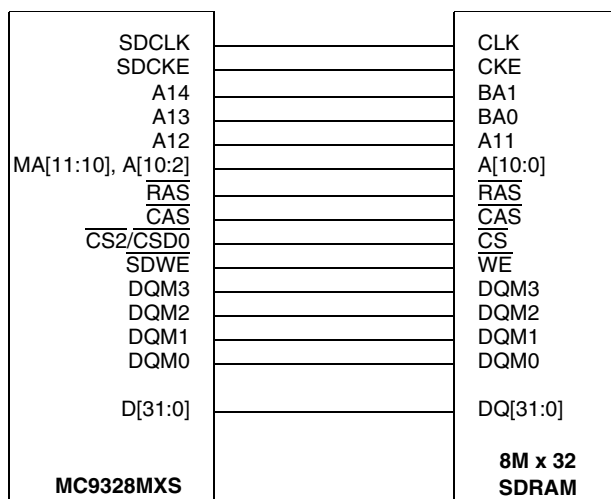 SDCLK CLK
SDCKE CKE
A14 BA1
A13 BA0
A12 A11
MA[11:10], A[10:2] A[10:0]
RAS RAS
CAS CAS
CS2/CSD0 CS
SDWE WE
DQM3 DQM3
DQM2 DQM2
DQM1 DQM1
DQM0 DQM0
D[31:0] DQ[31:0]
8M x 32
MC9328MXS SDRAM